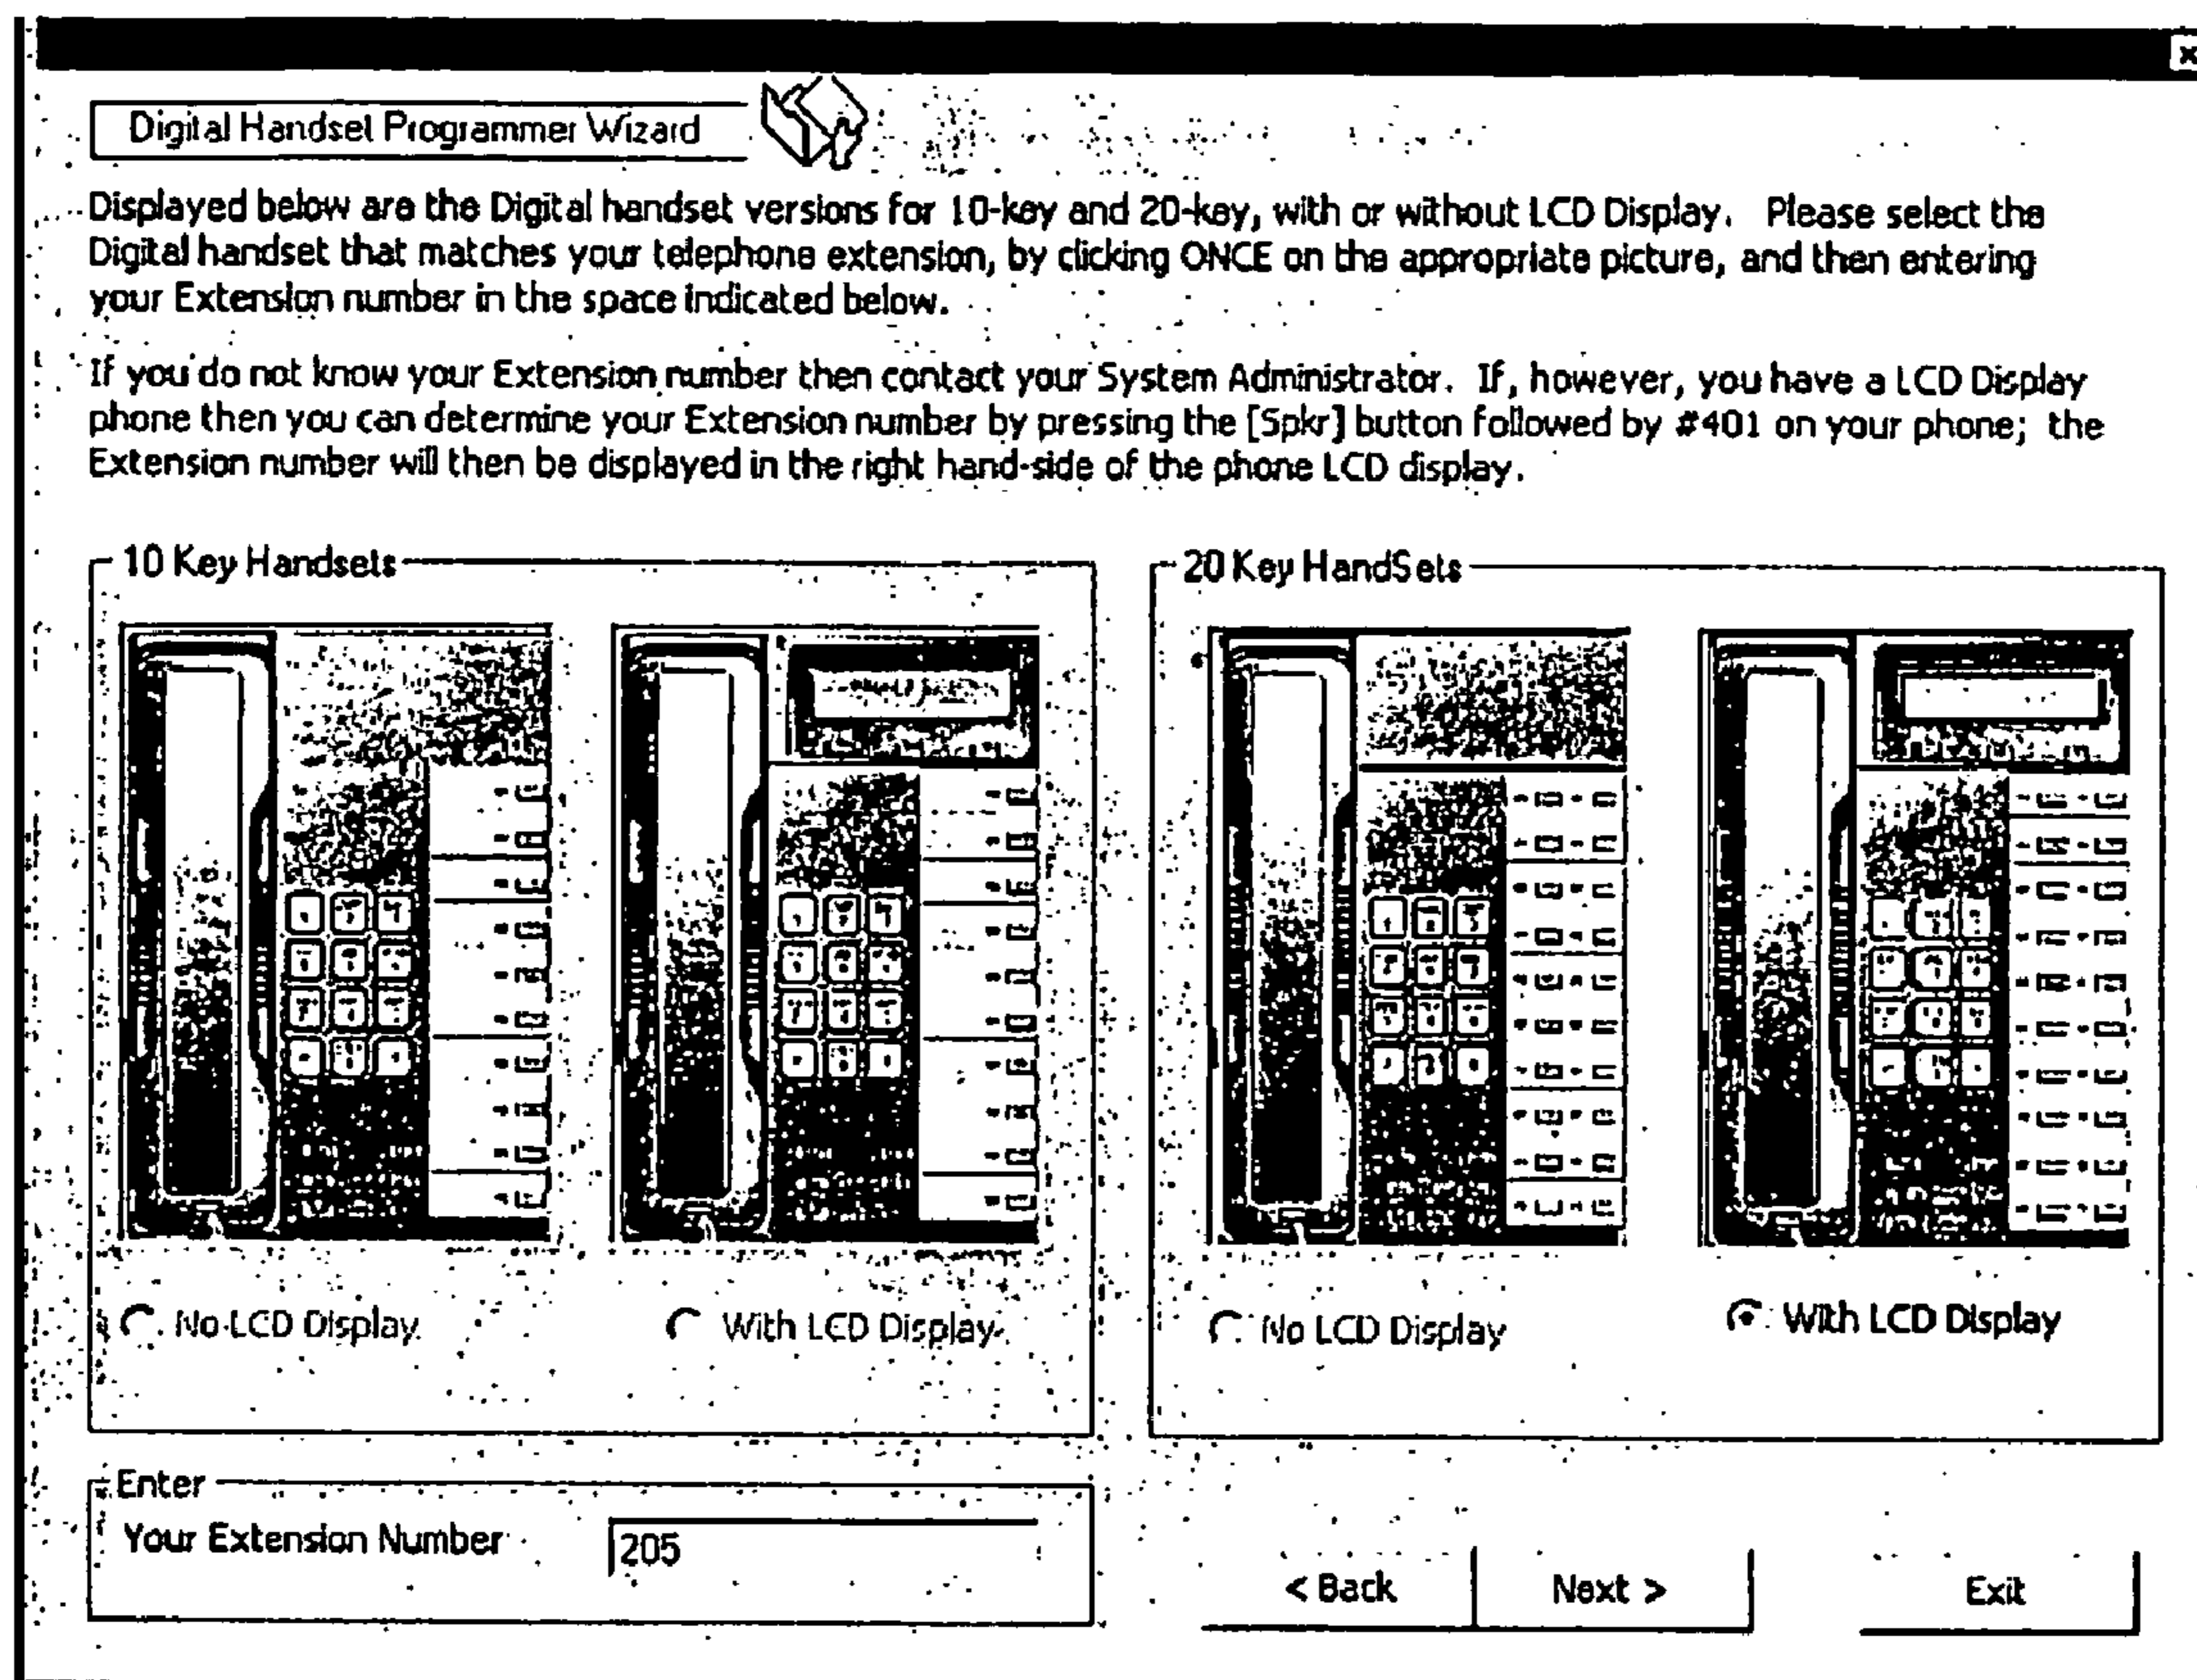 Digital Handset Programmer Wizard
Displayed below are the Digital handset versions for 10-key and 20-key, with or without LCD Display. Please select the
Digital handset that matches your telephone extension, by clicking ONCE on the appropriate picture, and then entering
your Extension number in the space indicated below.
If you do not know your Extension number then contact your System Administrator. If, however, you have a LCD Display
phone then you can determine your Extension number by pressing the [Spkr] button followed by #401 on your phone; the
Extension number will then be displayed in the right hand-side of the phone LCD display.
10 Key Handsets
20 Key HandSets
No LCD Display
With LCD Display
No LCD Display
With LCD Display
Enter
Your Extension Number
205
< Back
Next >
Exit